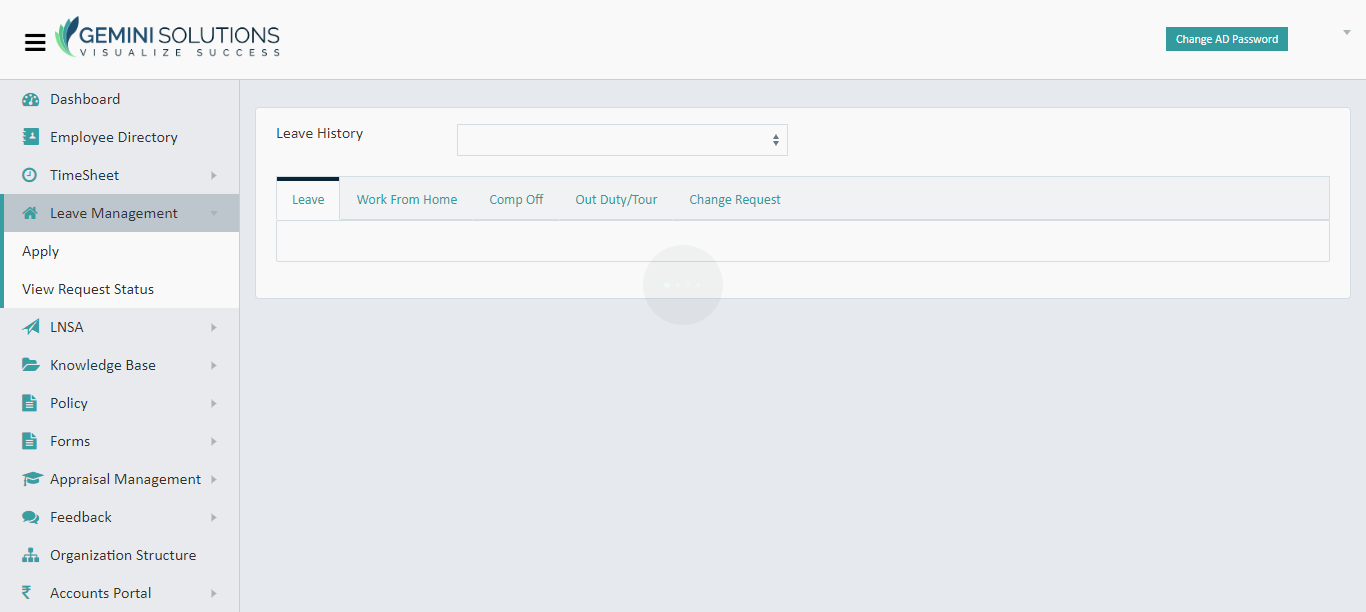 GEMINI SOLUTIONS
VISUALIZE SUCCESS
Change AD Password
Dashboard
Employee Directory
TimeSheet
Leave Management
Apply
View Request Status
LNSA
Knowledge Base
Policy
Forms
Appraisal Management
Feedback
Organization Structure
Accounts Portal
Leave History
Leave Work From Home Comp Off Out Duty/Tour Change Request